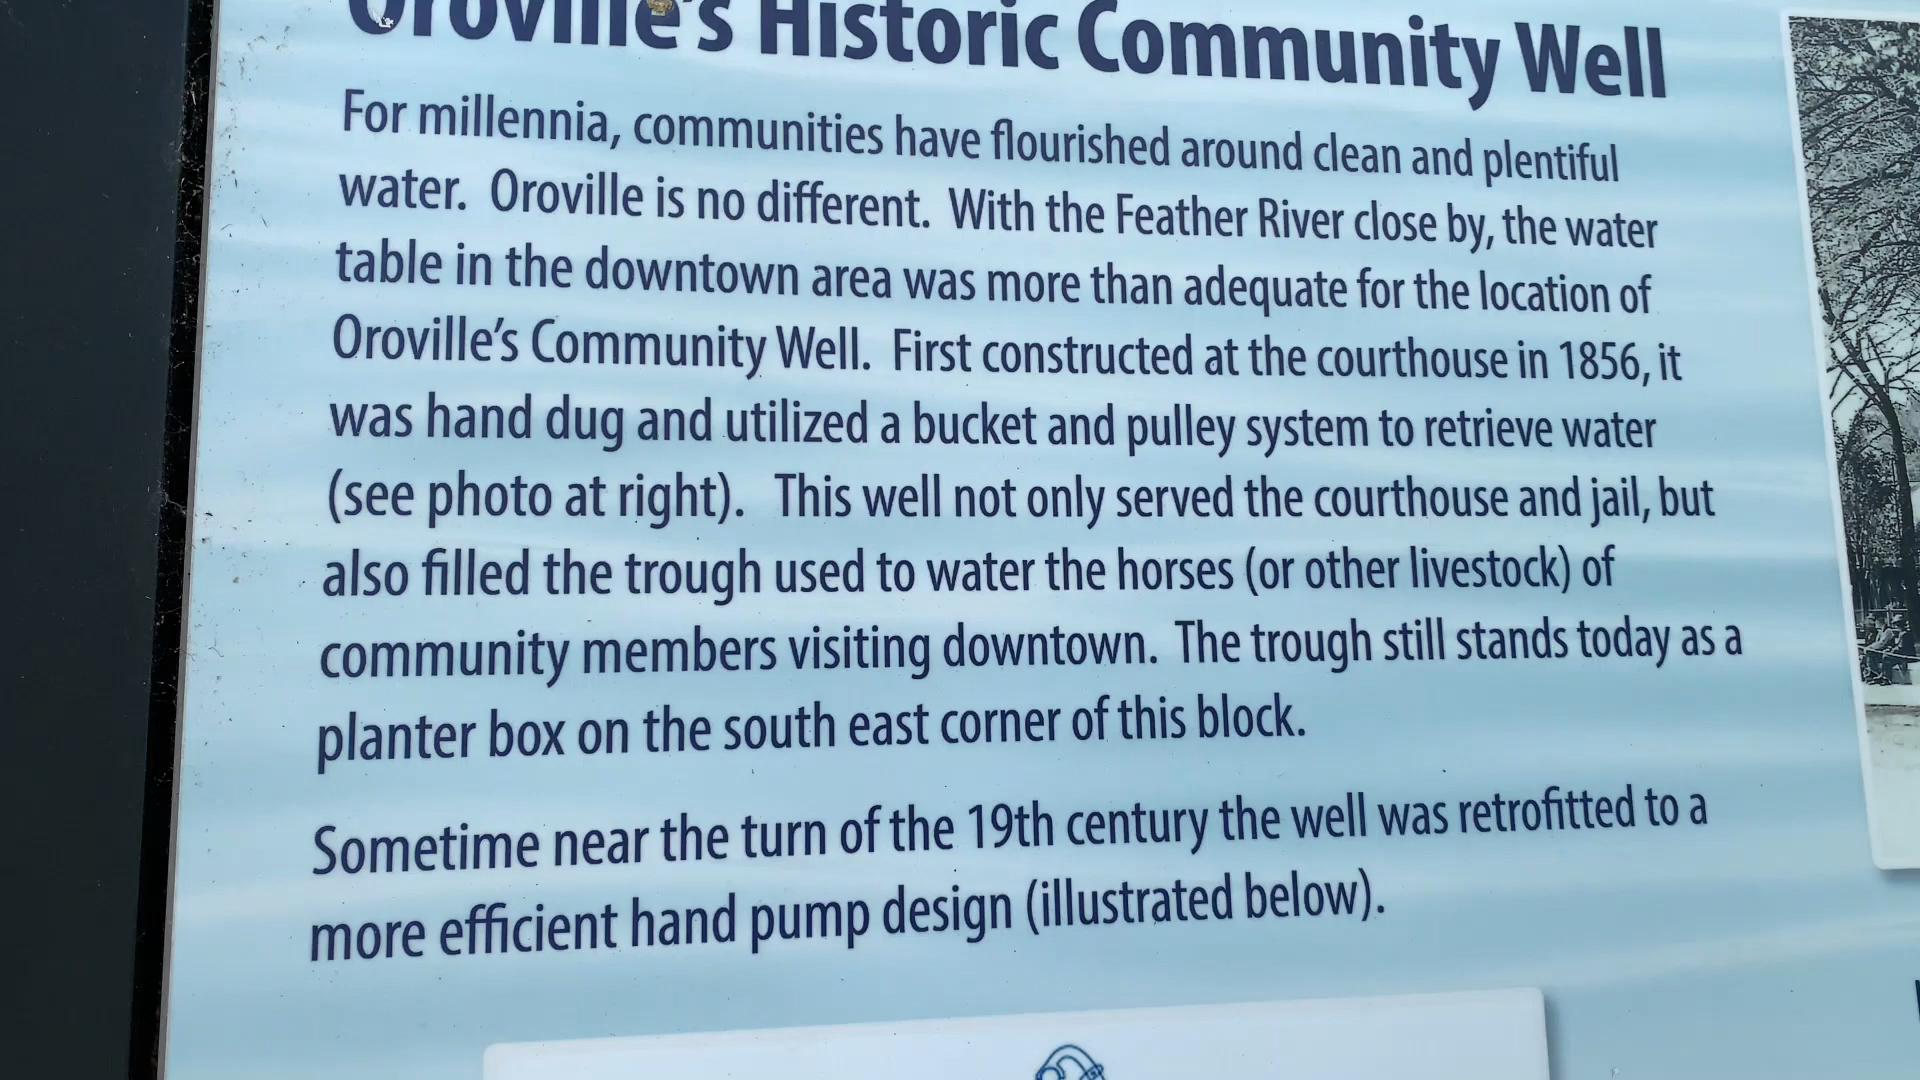 Oroville's Historic Community Well
For millennia, communities have flourished around clean and plentiful
water. Oroville is no different. With the Feather River close by, the water
table in the downtown area was more than adequate for the location of
Oroville's Community Well. First constructed at the courthouse in 1856, it
was hand dug and utilized a bucket and pulley system to retrieve water
(see photo at right). This well not only served the courthouse and jail, but
also filled the trough used to water the horses (or other livestock) of
community members visiting downtown. The trough still stands today as a
planter box on the south east corner of this block.
Sometime near the turn of the 19th century the well was retrofitted to a
more efficient hand pump design (illustrated below).